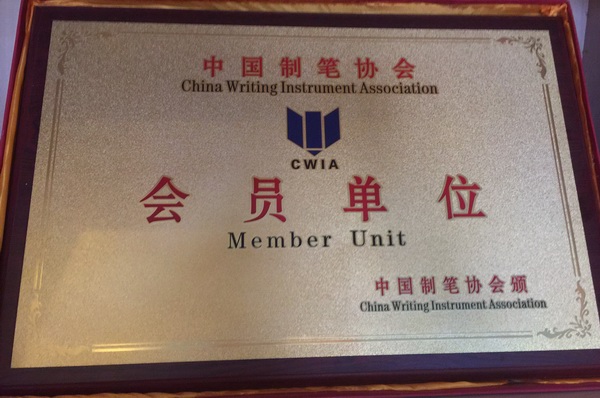 中国制笔协会
China Writing Instrument Association
CWIA
会员单位
Member Unit
中国制笔协会颁
China Writing Instrument Association